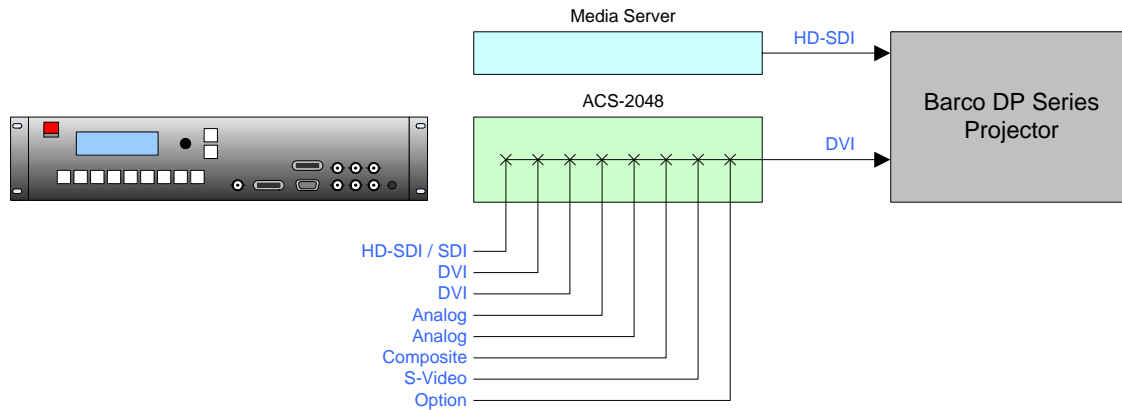 Media Server
HD-SDI
Barco DP Series
Projector
ACS-2048
DVI
HD-SDI / SDI
DVI
DVI
Analog
Analog
Composite
S-Video
Option